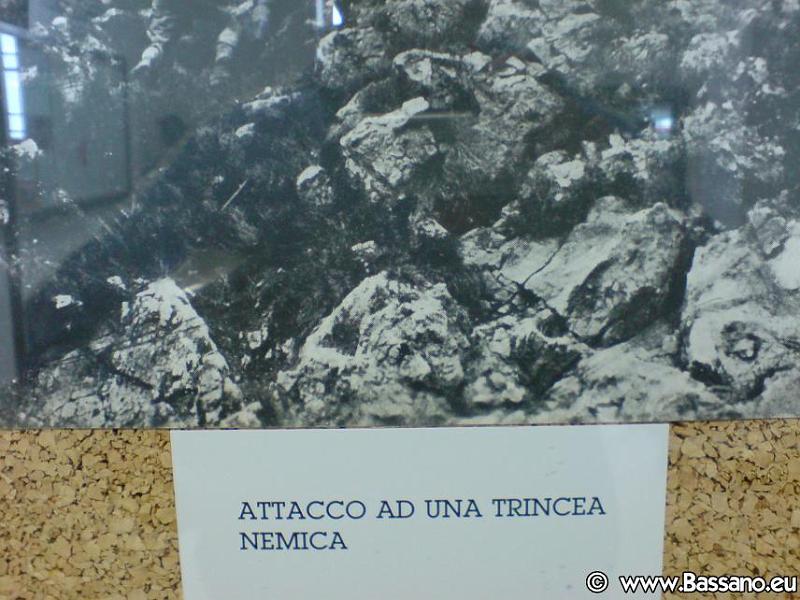 ATTACCO AD UNA TRINCEA
NEMICA
© www.Bassano.eu